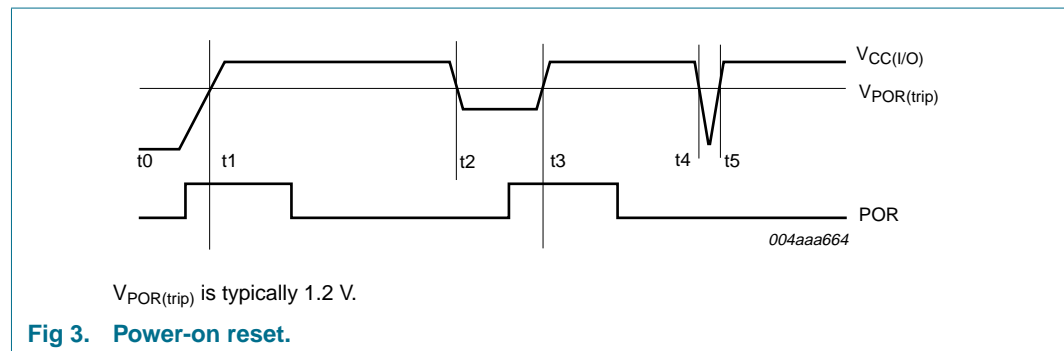 VCC(I/O)
VPOR(trip)
t0 t1 t2 t3 t4 t5
POR
004aaa664
VPOR(trip) is typically 1.2 V.
Fig 3. Power-on reset.